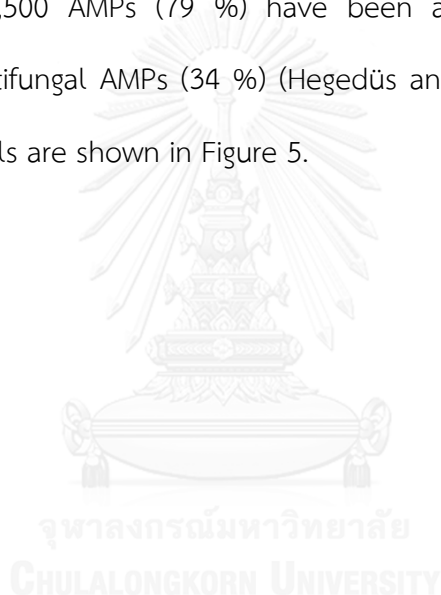 ,500 AMPs (79 %) have been a
tifungal AMPs (34 %) (Hegedüs an
ls are shown in Figure 5.
จุฬาลงกรณ์มหาวิทยาลัย
CHULALONGKORN UNIVERSITY